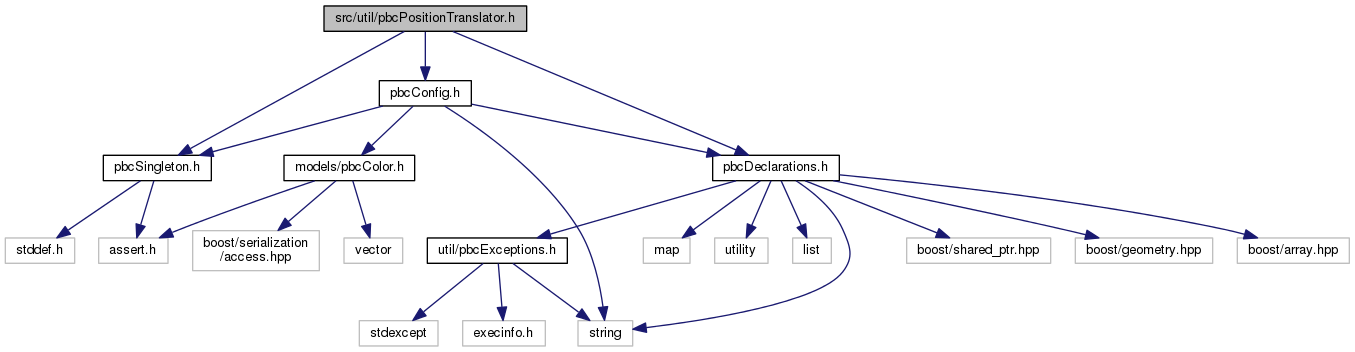 src/util/pbcPositionTranslator.h
pbcConfig.h
pbcSingleton.h
models/pbcColor.h
pbcDeclarations.h
stddef.h
assert.h
boost/serialization
/access.hpp
vector
util/pbcExceptions.h
map
utility
list
boost/shared_ptr.hpp
boost/geometry.hpp
boost/array.hpp
stdexcept
execinfo.h
string